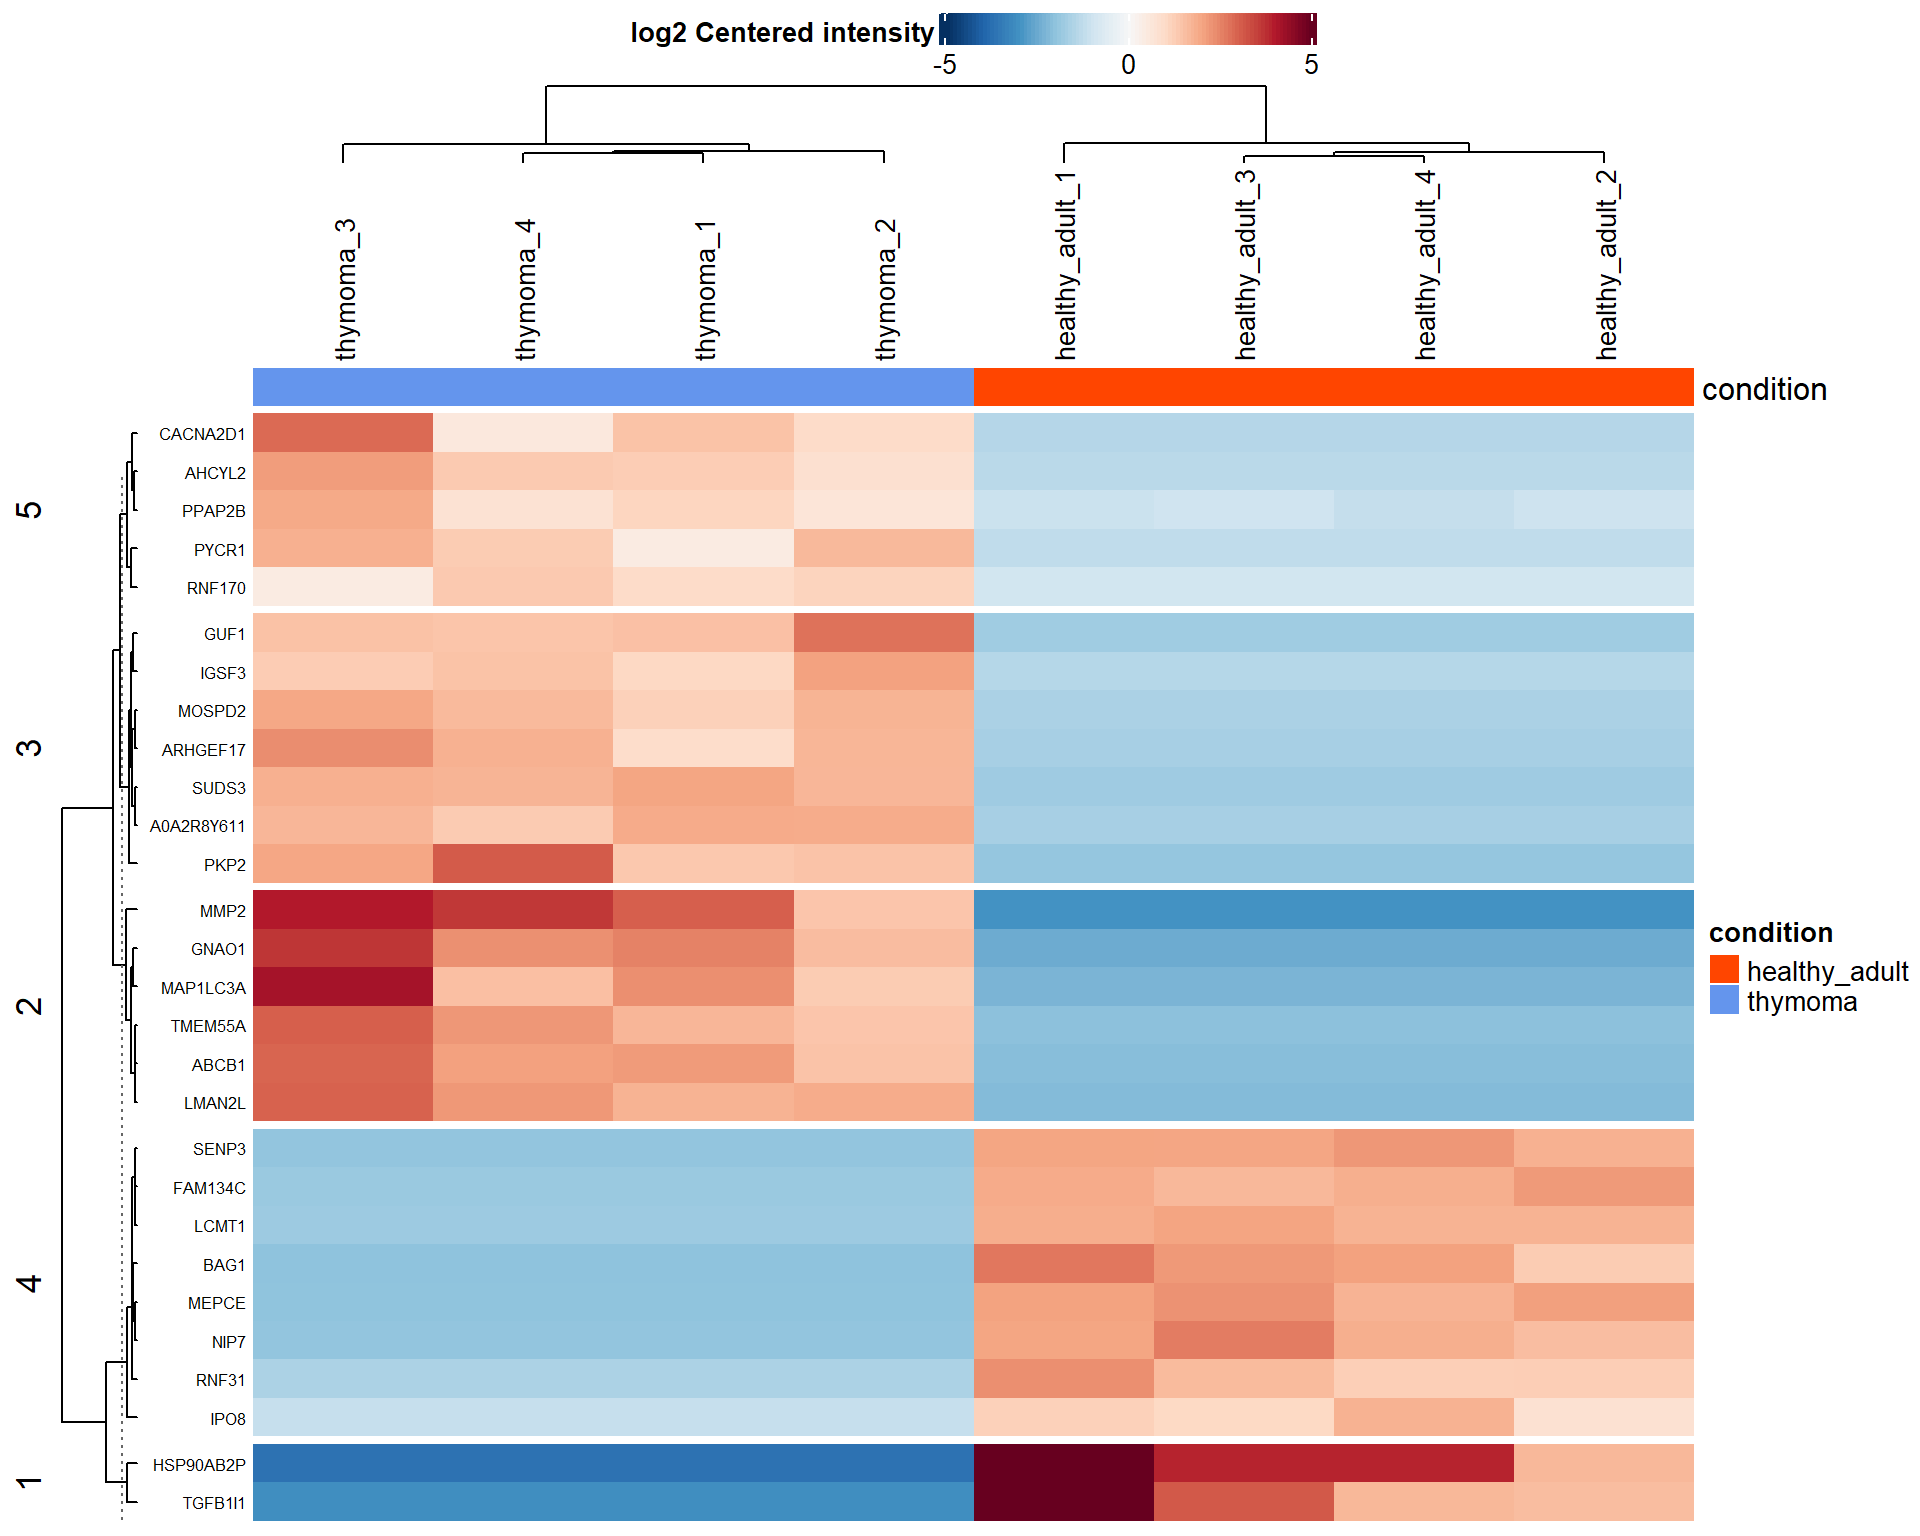 log2 Centered intensity
-5 0 5
thymoma_3
thymoma_4
thymoma_1
thymoma_2
healthy_adult_1
healthy_adult_3
healthy_adult_4
healthy_adult_2
condition
5
CACNA2D1
AHCYL2
PPAP2B
PYCR1
RNF170
3
GUF1
IGSF3
MOSPD2
ARHGEF17
SUDS3
A0A2R8Y611
PKP2
2
MMP2
GNAO1
MAP1LC3A
TMEM55A
ABCB1
LMAN2L
4
SENP3
FAM134C
LCMT1
BAG1
MEPCE
NIP7
RNF31
IPO8
1
HSP90AB2P
TGFB1I1
condition
healthy_adult
thymoma